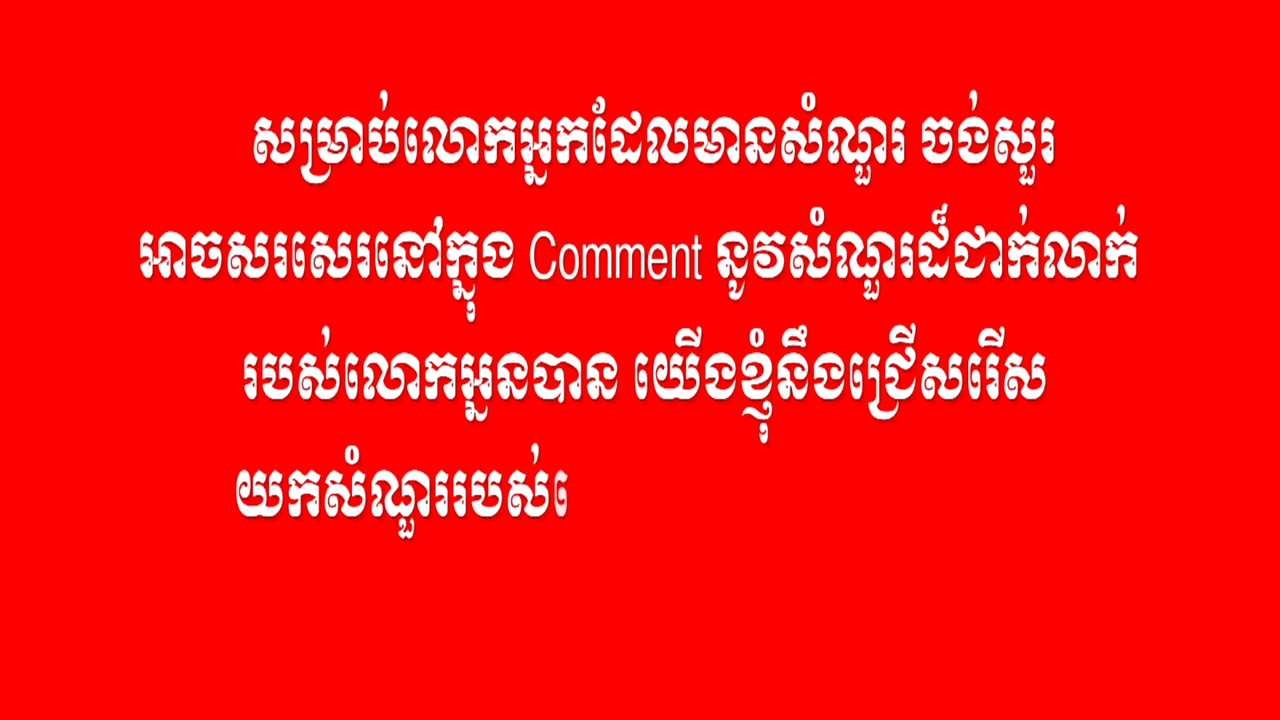 សម្រាប់លោកអ្នកដែលមានសំណួរ ចង់សួរ
អាចសរសេរនៅក្នុង Comment នូវសំណួរដ៏ជាក់លាក់
របស់លោកអ្ននបាន យើងខ្ញុំនឹងជ្រើសរើស
យកសំណួររបស់